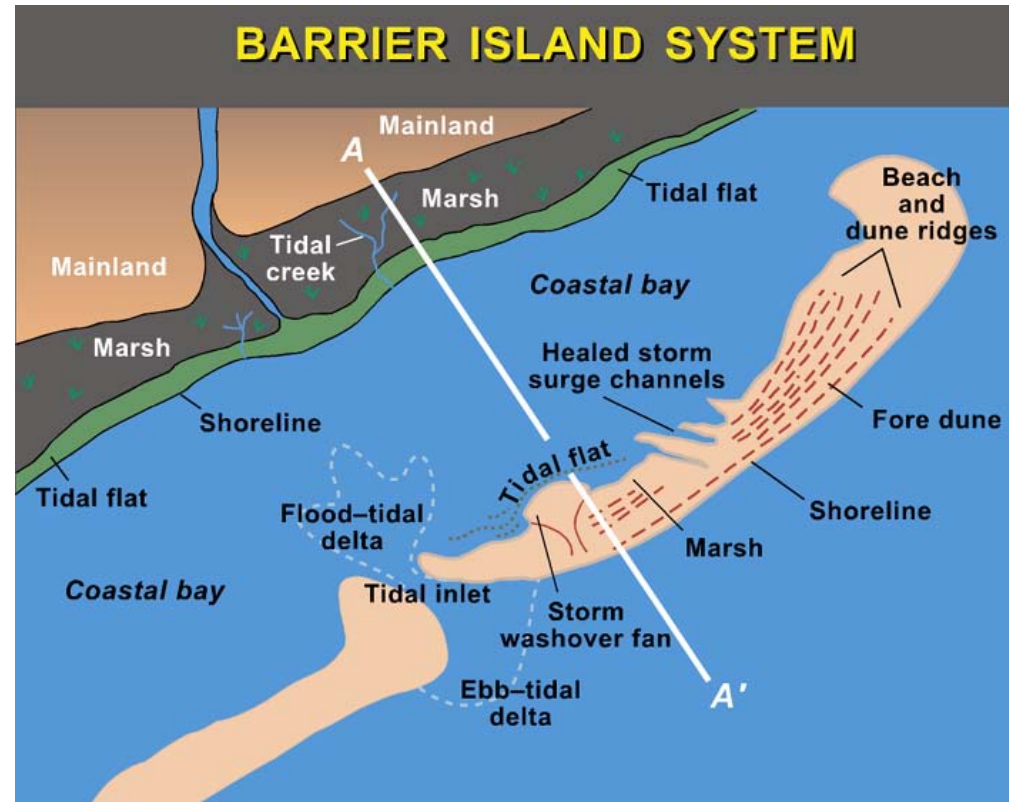 BARRIER ISLAND SYSTEM
Mainland
A
Marsh
Tidal flat
Beach
and
dune ridges
Tidal
creek
Mainland
Coastal bay
Marsh
Healed storm
surge channels
Fore dune
Shoreline
Tidal flat
Tidal flat
Shoreline
Flood–tidal
delta
Marsh
Coastal bay
Tidal inlet
Storm
washover fan
Ebb–tidal
delta
A'